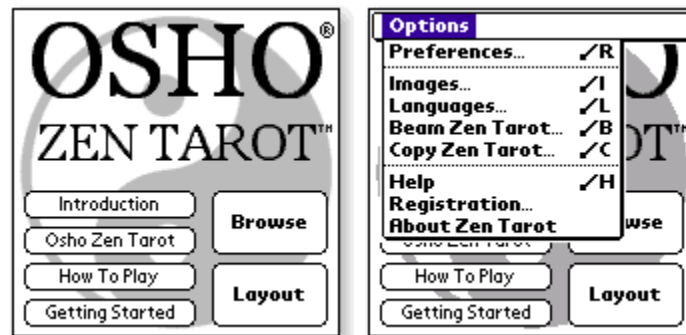 OSHO®
ZEN TAROT™
Introduction
Osho Zen Tarot
How To Play
Getting Started
Browse
Layout
Options
Preferences… ⟋R
Images… ⟋I
Languages… ⟋L
Beam Zen Tarot… ⟋B
Copy Zen Tarot… ⟋C
Help ⟋H
Registration…
About Zen Tarot
How To Play
Getting Started
Layout